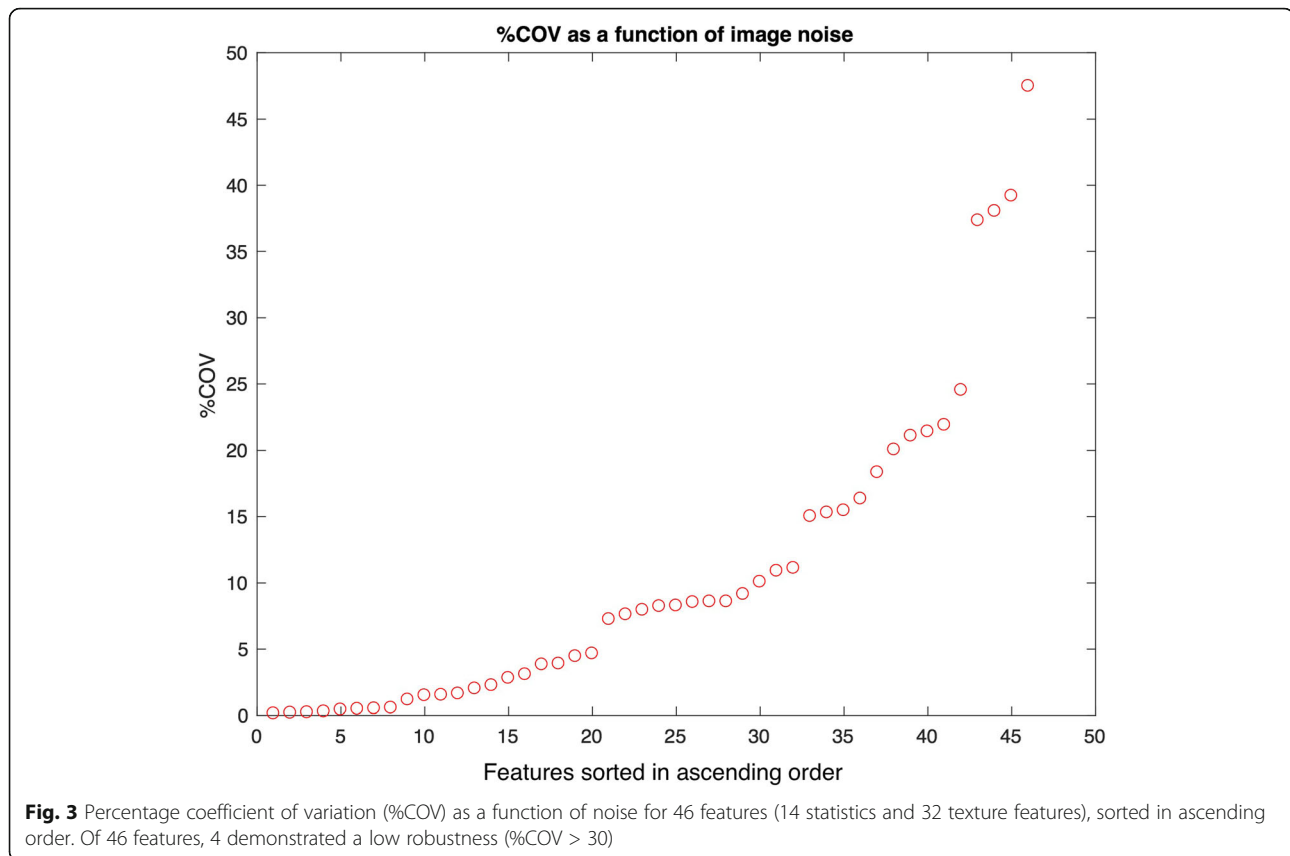 %COV as a function of image noise
50
45
40
35
30
25
20
15
10
5
0
%COV
0 5 10 15 20 25 30 35 40 45 50
Features sorted in ascending order
Fig. 3 Percentage coefficient of variation (%COV) as a function of noise for 46 features (14 statistics and 32 texture features), sorted in ascending
order. Of 46 features, 4 demonstrated a low robustness (%COV > 30)